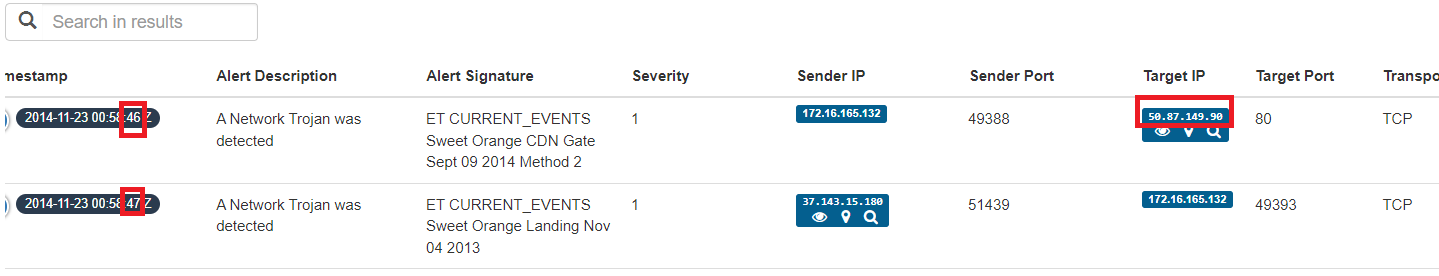 Search in results
mestamp Alert Description Alert Signature Severity Sender IP Sender Port Target IP Target Port Transpo
2014-11-23 00:58:46 Z A Network Trojan was detected ET CURRENT_EVENTS Sweet Orange CDN Gate Sept 09 2014 Method 2 1 172.16.165.132 49388 50.87.149.90 80 TCP
2014-11-23 00:58:47 Z A Network Trojan was detected ET CURRENT_EVENTS Sweet Orange Landing Nov 04 2013 1 37.143.15.180 51439 172.16.165.132 49393 TCP